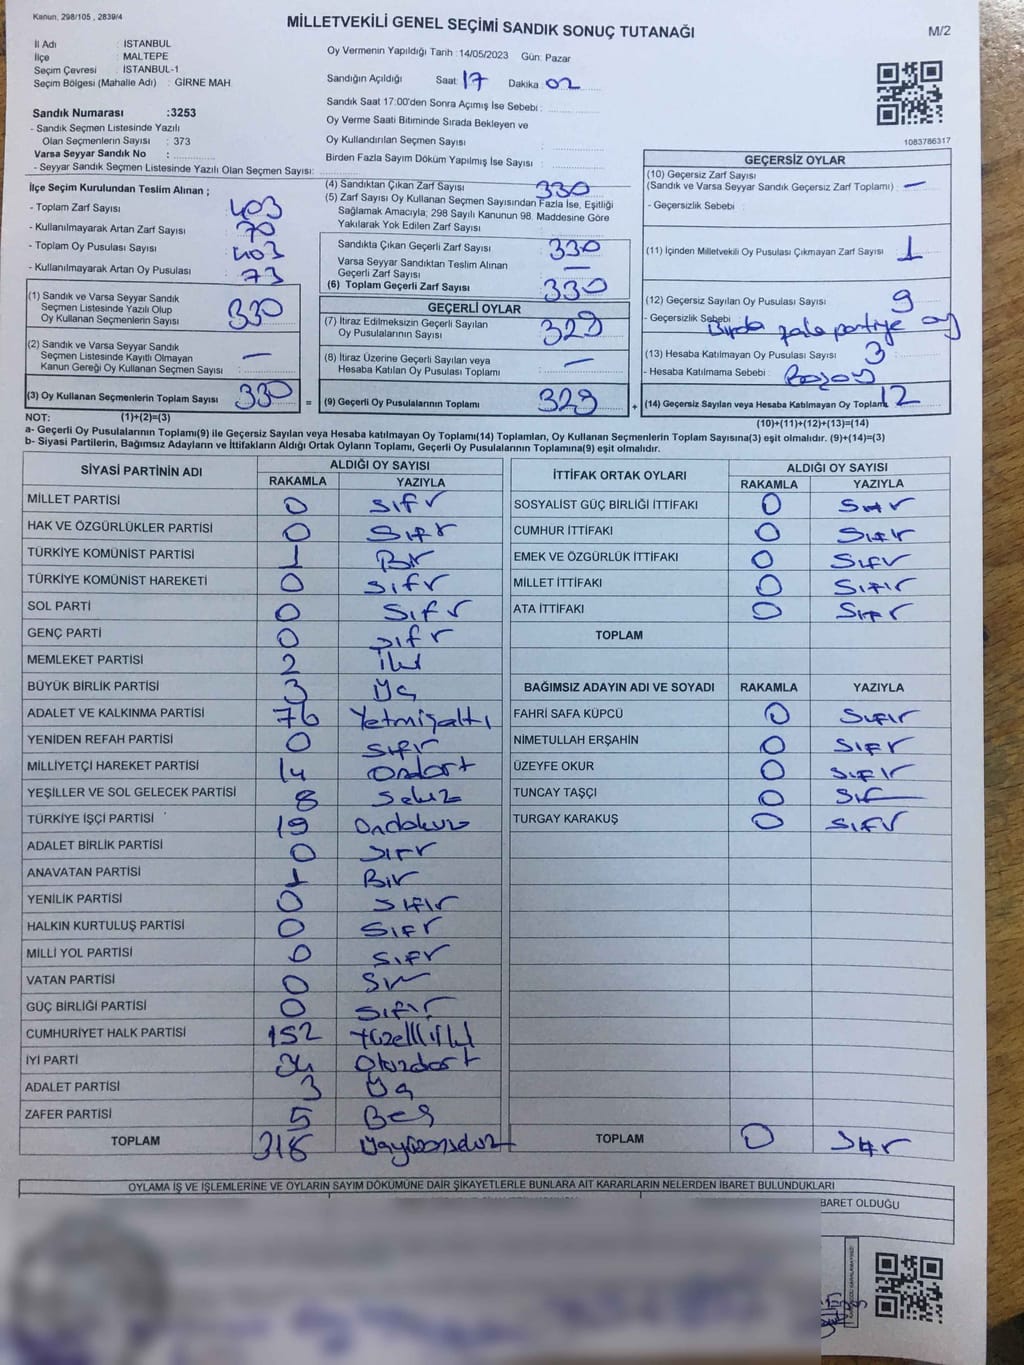 Kanun, 298/105 , 2839/4
MİLLETVEKİLİ GENEL SEÇİMİ SANDIK SONUÇ TUTANAĞI
M/2
İl Adı : İSTANBUL
İlçe : MALTEPE
Seçim Çevresi : İSTANBUL-1
Seçim Bölgesi (Mahalle Adı) : GİRNE MAH
Oy Vermenin Yapıldığı Tarih :14/05/2023 Gün: Pazar
Sandığın Açıldığı Saat: 17 Dakika: 02
Sandık Saat 17:00'den Sonra Açımış İse Sebebi :
Oy Verme Saati Bitiminde Sırada Bekleyen ve
Oy Kullandırılan Seçmen Sayısı :
Birden Fazla Sayım Döküm Yapılmış İse Sayısı :
1083786317
Sandık Numarası :3253
- Sandık Seçmen Listesinde Yazılı
Olan Seçmenlerin Sayısı : 373
Varsa Seyyar Sandık No :
- Seyyar Sandık Seçmen Listesinde Yazılı Olan Seçmen Sayısı:
İlçe Seçim Kurulundan Teslim Alınan ;
- Toplam Zarf Sayısı : 403
- Kullanılmayarak Artan Zarf Sayısı : 70
- Toplam Oy Pusulası Sayısı : 403
- Kullanılmayarak Artan Oy Pusulası : 73
(1) Sandık ve Varsa Seyyar Sandık
Seçmen Listesinde Yazılı Olup
Oy Kullanan Seçmenlerin Sayısı : 330
(2) Sandık ve Varsa Seyyar Sandık
Seçmen Listesinde Kayıtlı Olmayan
Kanun Gereği Oy Kullanan Seçmen Sayısı : —
(3) Oy Kullanan Seçmenlerin Toplam Sayısı : 330 =
(4) Sandıktan Çıkan Zarf Sayısı : 330
(5) Zarf Sayısı Oy Kullanan Seçmen Sayısından Fazla İse, Eşitliği
Sağlamak Amacıyla; 298 Sayılı Kanunun 98. Maddesine Göre
Yakılarak Yok Edilen Zarf Sayısı :
Sandıkta Çıkan Geçerli Zarf Sayısı : 330
Varsa Seyyar Sandıktan Teslim Alınan
Geçerli Zarf Sayısı : —
(6) Toplam Geçerli Zarf Sayısı : 330
GEÇERLİ OYLAR
(7) İtiraz Edilmeksizin Geçerli Sayılan
Oy Pusulalarının Sayısı :
(8) İtiraz Üzerine Geçerli Sayılan veya
Hesaba Katılan Oy Pusulası Toplamı : —
(9) Geçerli Oy Pusulalarının Toplamı : +
GEÇERSİZ OYLAR
(10) Geçersiz Zarf Sayısı
(Sandık ve Varsa Seyyar Sandık Geçersiz Zarf Toplamı) : —
- Geçersizlik Sebebi :
(11) İçinden Milletvekili Oy Pusulası Çıkmayan Zarf Sayısı : 1
(12) Geçersiz Sayılan Oy Pusulası Sayısı : 9
- Geçersizlik Sebebi : partiye oy
(13) Hesaba Katılmayan Oy Pusulası Sayısı : 3
- Hesaba Katılmama Sebebi :
(14) Geçersiz Sayılan veya Hesaba Katılmayan Oy Toplamı 12
NOT: (1)+(2)=(3)
(10)+(11)+(12)+(13)=(14)
a- Geçerli Oy Pusulalarının Toplamı(9) ile Geçersiz Sayılan veya Hesaba katılmayan Oy Toplamı(14) Toplamları, Oy Kullanan Seçmenlerin Toplam Sayısına(3) eşit olmalıdır. (9)+(14)=(3)
b- Siyasi Partilerin, Bağımsız Adayların ve İttifakların Aldığı Ortak Oyların Toplamı, Geçerli Oy Pusulalarının Toplamına(9) eşit olmalıdır.
SİYASİ PARTİNİN ADI ALDIĞI OY SAYISI
RAKAMLA YAZIYLA
MİLLET PARTİSİ 0 sıfır
HAK VE ÖZGÜRLÜKLER PARTİSİ 0 sıfır
TÜRKİYE KOMÜNİST PARTİSİ 1 Bir
TÜRKİYE KOMÜNİST HAREKETİ 0 sıfır
SOL PARTİ 0 sıfır
GENÇ PARTİ 0 sıfır
MEMLEKET PARTİSİ 2 iki
BÜYÜK BİRLİK PARTİSİ 3 Üç
ADALET VE KALKINMA PARTİSİ 76 Yetmişaltı
YENİDEN REFAH PARTİSİ 0 sıfır
MİLLİYETÇİ HAREKET PARTİSİ 14 Ondört
YEŞİLLER VE SOL GELECEK PARTİSİ 8 Sekiz
TÜRKİYE İŞÇİ PARTİSİ 19 Ondokuz
ADALET BİRLİK PARTİSİ 0 sıfır
ANAVATAN PARTİSİ 1 Bir
YENİLİK PARTİSİ 0 sıfır
HALKIN KURTULUŞ PARTİSİ 0 sıfır
MİLLİ YOL PARTİSİ 0 sıfır
VATAN PARTİSİ 0 sıfır
GÜÇ BİRLİĞİ PARTİSİ 0 sıfır
CUMHURİYET HALK PARTİSİ 152 Yüzelliiki
İYİ PARTİ 34 Otuzdört
ADALET PARTİSİ 3 Üç
ZAFER PARTİSİ 5 Beş
TOPLAM 318 Üçyüzonsekiz
İTTİFAK ORTAK OYLARI ALDIĞI OY SAYISI
RAKAMLA YAZIYLA
SOSYALİST GÜÇ BİRLİĞİ İTTİFAKI 0 sıfır
CUMHUR İTTİFAKI 0 sıfır
EMEK VE ÖZGÜRLÜK İTTİFAKI 0 sıfır
MİLLET İTTİFAKI 0 sıfır
ATA İTTİFAKI 0 sıfır
TOPLAM
BAĞIMSIZ ADAYIN ADI VE SOYADI RAKAMLA YAZIYLA
FAHRİ SAFA KÜPCÜ 0 sıfır
NİMETULLAH ERŞAHİN 0 sıfır
ÜZEYFE OKUR 0 sıfır
TUNCAY TAŞÇI 0 sıfır
TURGAY KARAKUŞ 0 sıfır
TOPLAM 0 sıfır
OYLAMA İŞ VE İŞLEMLERİNE VE OYLARIN SAYIM DÖKÜMÜNE DAİR ŞİKAYETLERLE BUNLARA AİT KARARLARIN NELERDEN İBARET BULUNDUKLARI
BARET OLDUĞU